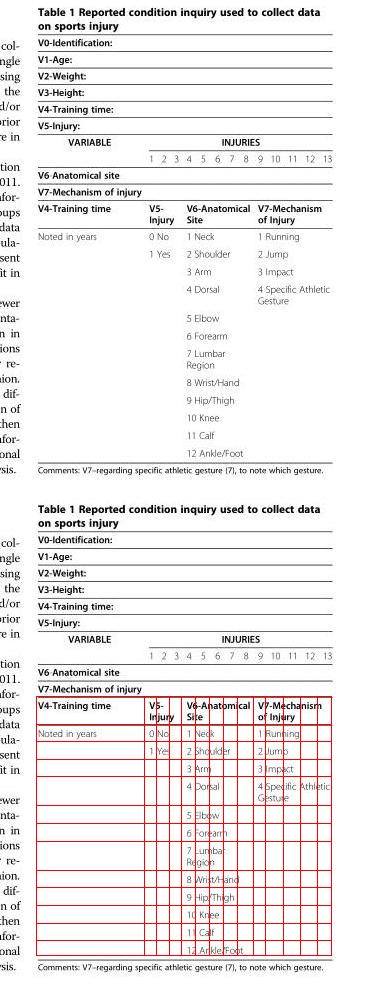 col-
ngle
sing
the
d/or
rior
re in
tion
011.
nfor-
oups
data
ula-
sent
fit in
ewer
nta-
n in
ions
r re-
nion.
dif-
n of
then
nfor-
onal
sis.
Table 1 Reported condition inquiry used to collect data
on sports injury
V0-Identification:
V1-Age:
V2-Weight:
V3-Height:
V4-Training time:
V5-Injury:
VARIABLE INJURIES
1 2 3 4 5 6 7 8 9 10 11 12 13
V6-Anatomical site
V7-Mechanism of injury
V4-Training time V5- V6-Anatomical V7-Mechanism
Injury Site of Injury
Noted in years 0 No 1 Neck 1 Running
1 Yes 2 Shoulder 2 Jump
3 Arm 3 Impact
4 Dorsal 4 Specific Athletic
Gesture
5 Elbow
6 Forearm
7 Lumbar
Region
8 Wrist/Hand
9 Hip/Thigh
10 Knee
11 Calf
12 Ankle/Foot
Comments: V7–regarding specific athletic gesture (7), to note which gesture.
col-
ngle
sing
the
d/or
rior
re in
tion
011.
nfor-
oups
data
ula-
sent
fit in
ewer
nta-
n in
ions
r re-
nion.
dif-
n of
then
nfor-
onal
sis.
Table 1 Reported condition inquiry used to collect data
on sports injury
V0-Identification:
V1-Age:
V2-Weight:
V3-Height:
V4-Training time:
V5-Injury:
VARIABLE INJURIES
1 2 3 4 5 6 7 8 9 10 11 12 13
V6-Anatomical site
V7-Mechanism of injury
V4-Training time V5- V6-Anatomical V7-Mechanism
Injury Site of Injury
Noted in years 0 No 1 Neck 1 Running
1 Yes 2 Shoulder 2 Jump
3 Arm 3 Impact
4 Dorsal 4 Specific Athletic
Gesture
5 Elbow
6 Forearm
7 Lumbar
Region
8 Wrist/Hand
9 Hip/Thigh
10 Knee
11 Calf
12 Ankle/Foot
Comments: V7–regarding specific athletic gesture (7), to note which gesture.